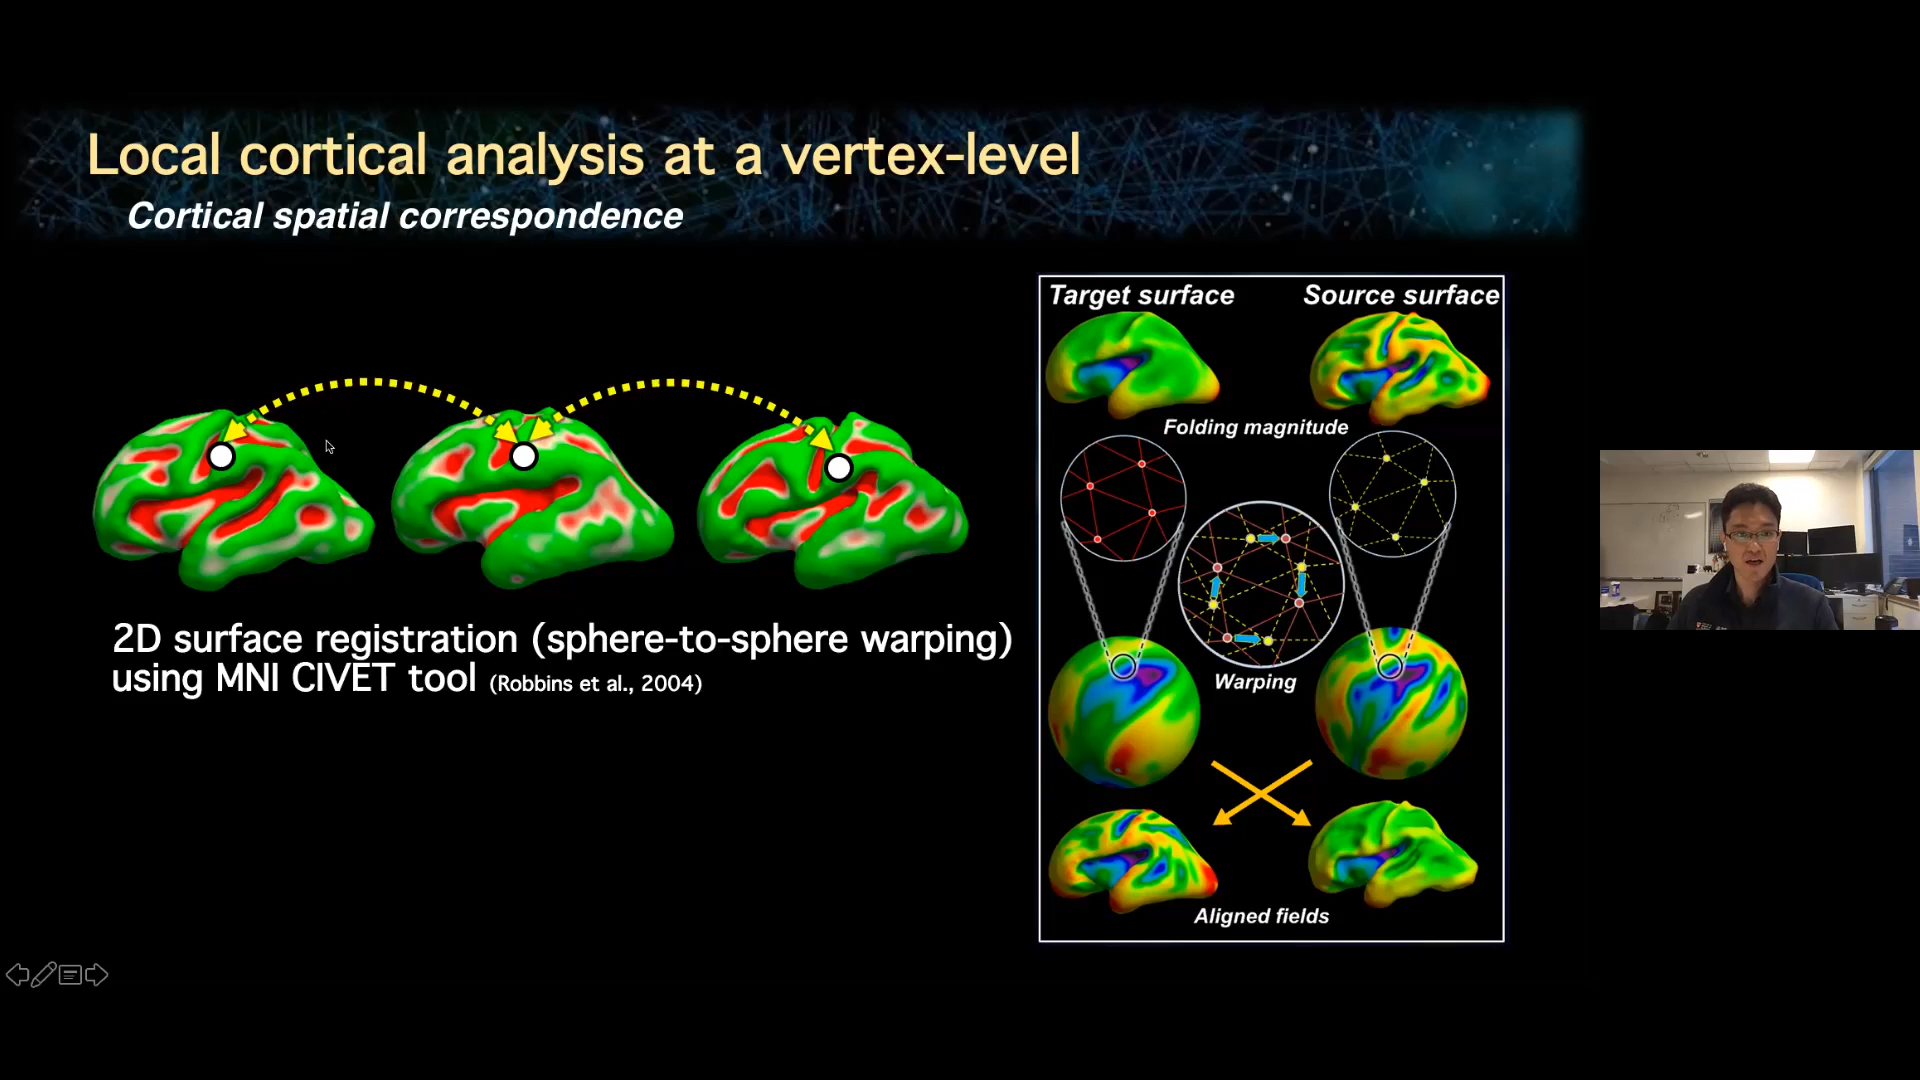 Local cortical analysis at a vertex-level
Cortical spatial correspondence
2D surface registration (sphere-to-sphere warping)
using MNI CIVET tool (Robbins et al., 2004)
Target surface
Source surface
Folding magnitude
Warping
Aligned fields